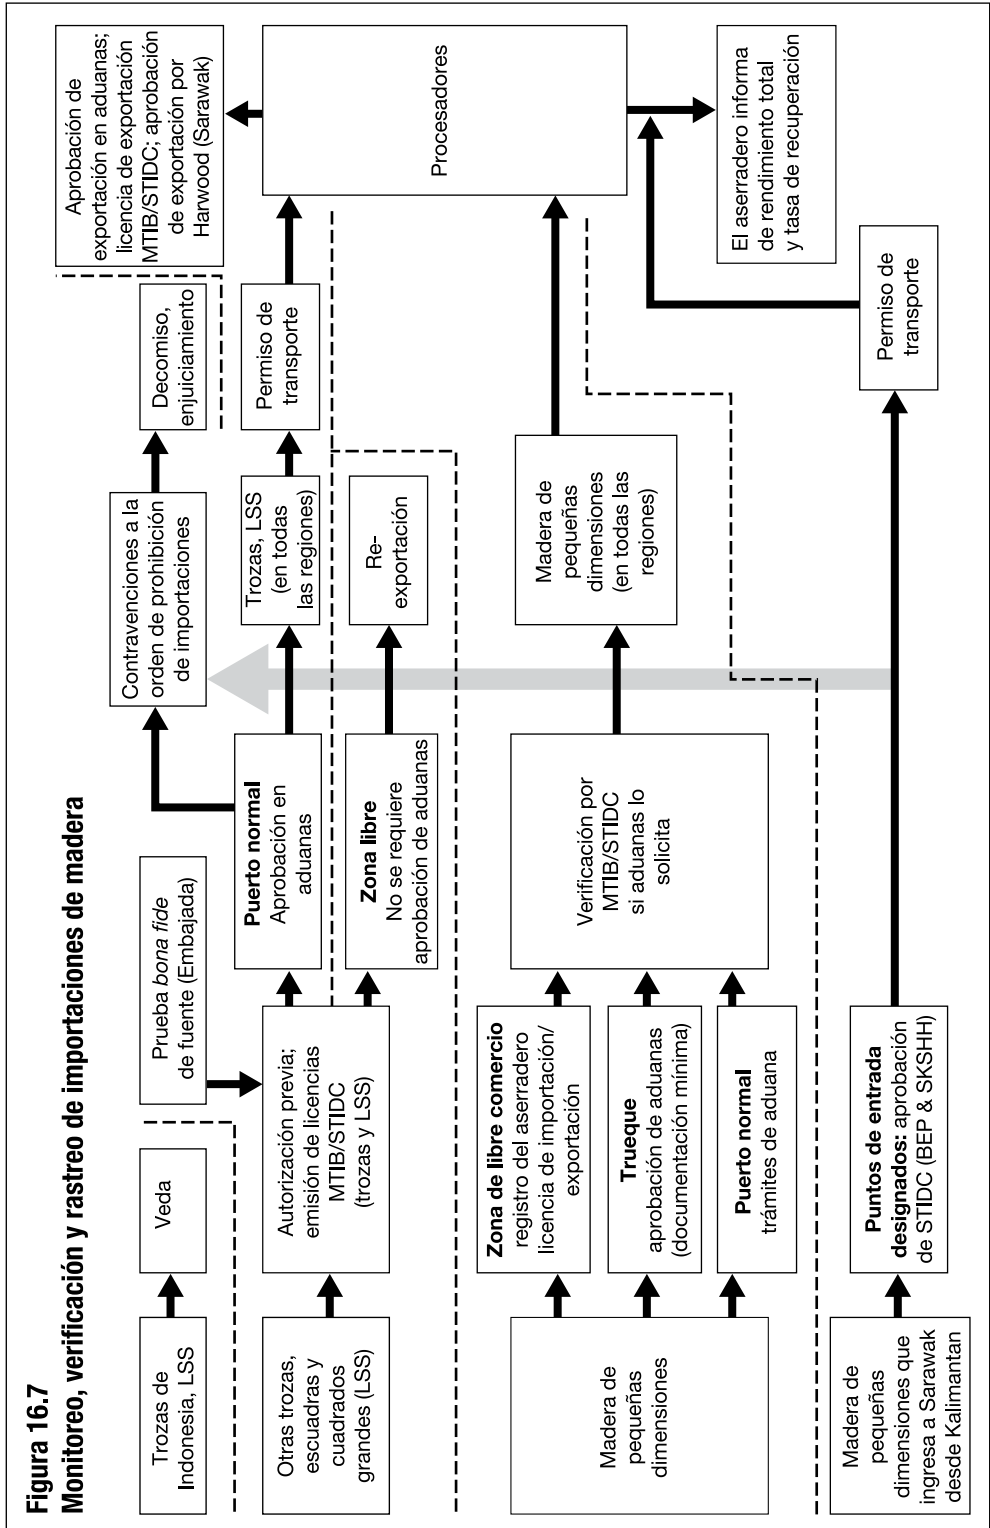 Figura 16.7
Monitoreo, verificación y rastreo de importaciones de madera
Trozas de
Indonesia, LSS
Veda
Prueba bona fide
de fuente (Embajada)
Contravenciones a la
orden de prohibición
de importaciones
Decomiso,
enjuiciamiento
Aprobación de
exportación en aduanas;
licencia de exportación
MTIB/STIDC; aprobación
de exportación por
Harwood (Sarawak)
Otras trozas,
escuadras y
cuadrados
grandes (LSS)
Autorización previa;
emisión de licencias
MTIB/STIDC
(trozas y LSS)
Puerto normal
Aprobación en
aduanas
Trozas, LSS
(en todas
las regiones)
Permiso de
transporte
Procesadores
Zona libre
No se requiere
aprobación de aduanas
Re-
exportación
Madera de
pequeñas
dimensiones
Zona de libre comercio
registro del aserradero
licencia de importación/
exportación
Trueque
aprobación de aduanas
(documentación mínima)
Puerto normal
trámites de aduana
Verificación por
MTIB/STIDC
si aduanas lo
solicita
Madera de
pequeñas
dimensiones
(en todas las
regiones)
El aserradero informa
de rendimiento total
y tasa de recuperación
Madera de
pequeñas
dimensiones que
ingresa a Sarawak
desde Kalimantan
Puntos de entrada
designados: aprobación
de STIDC (BEP & SKSHH)
Permiso de
transporte